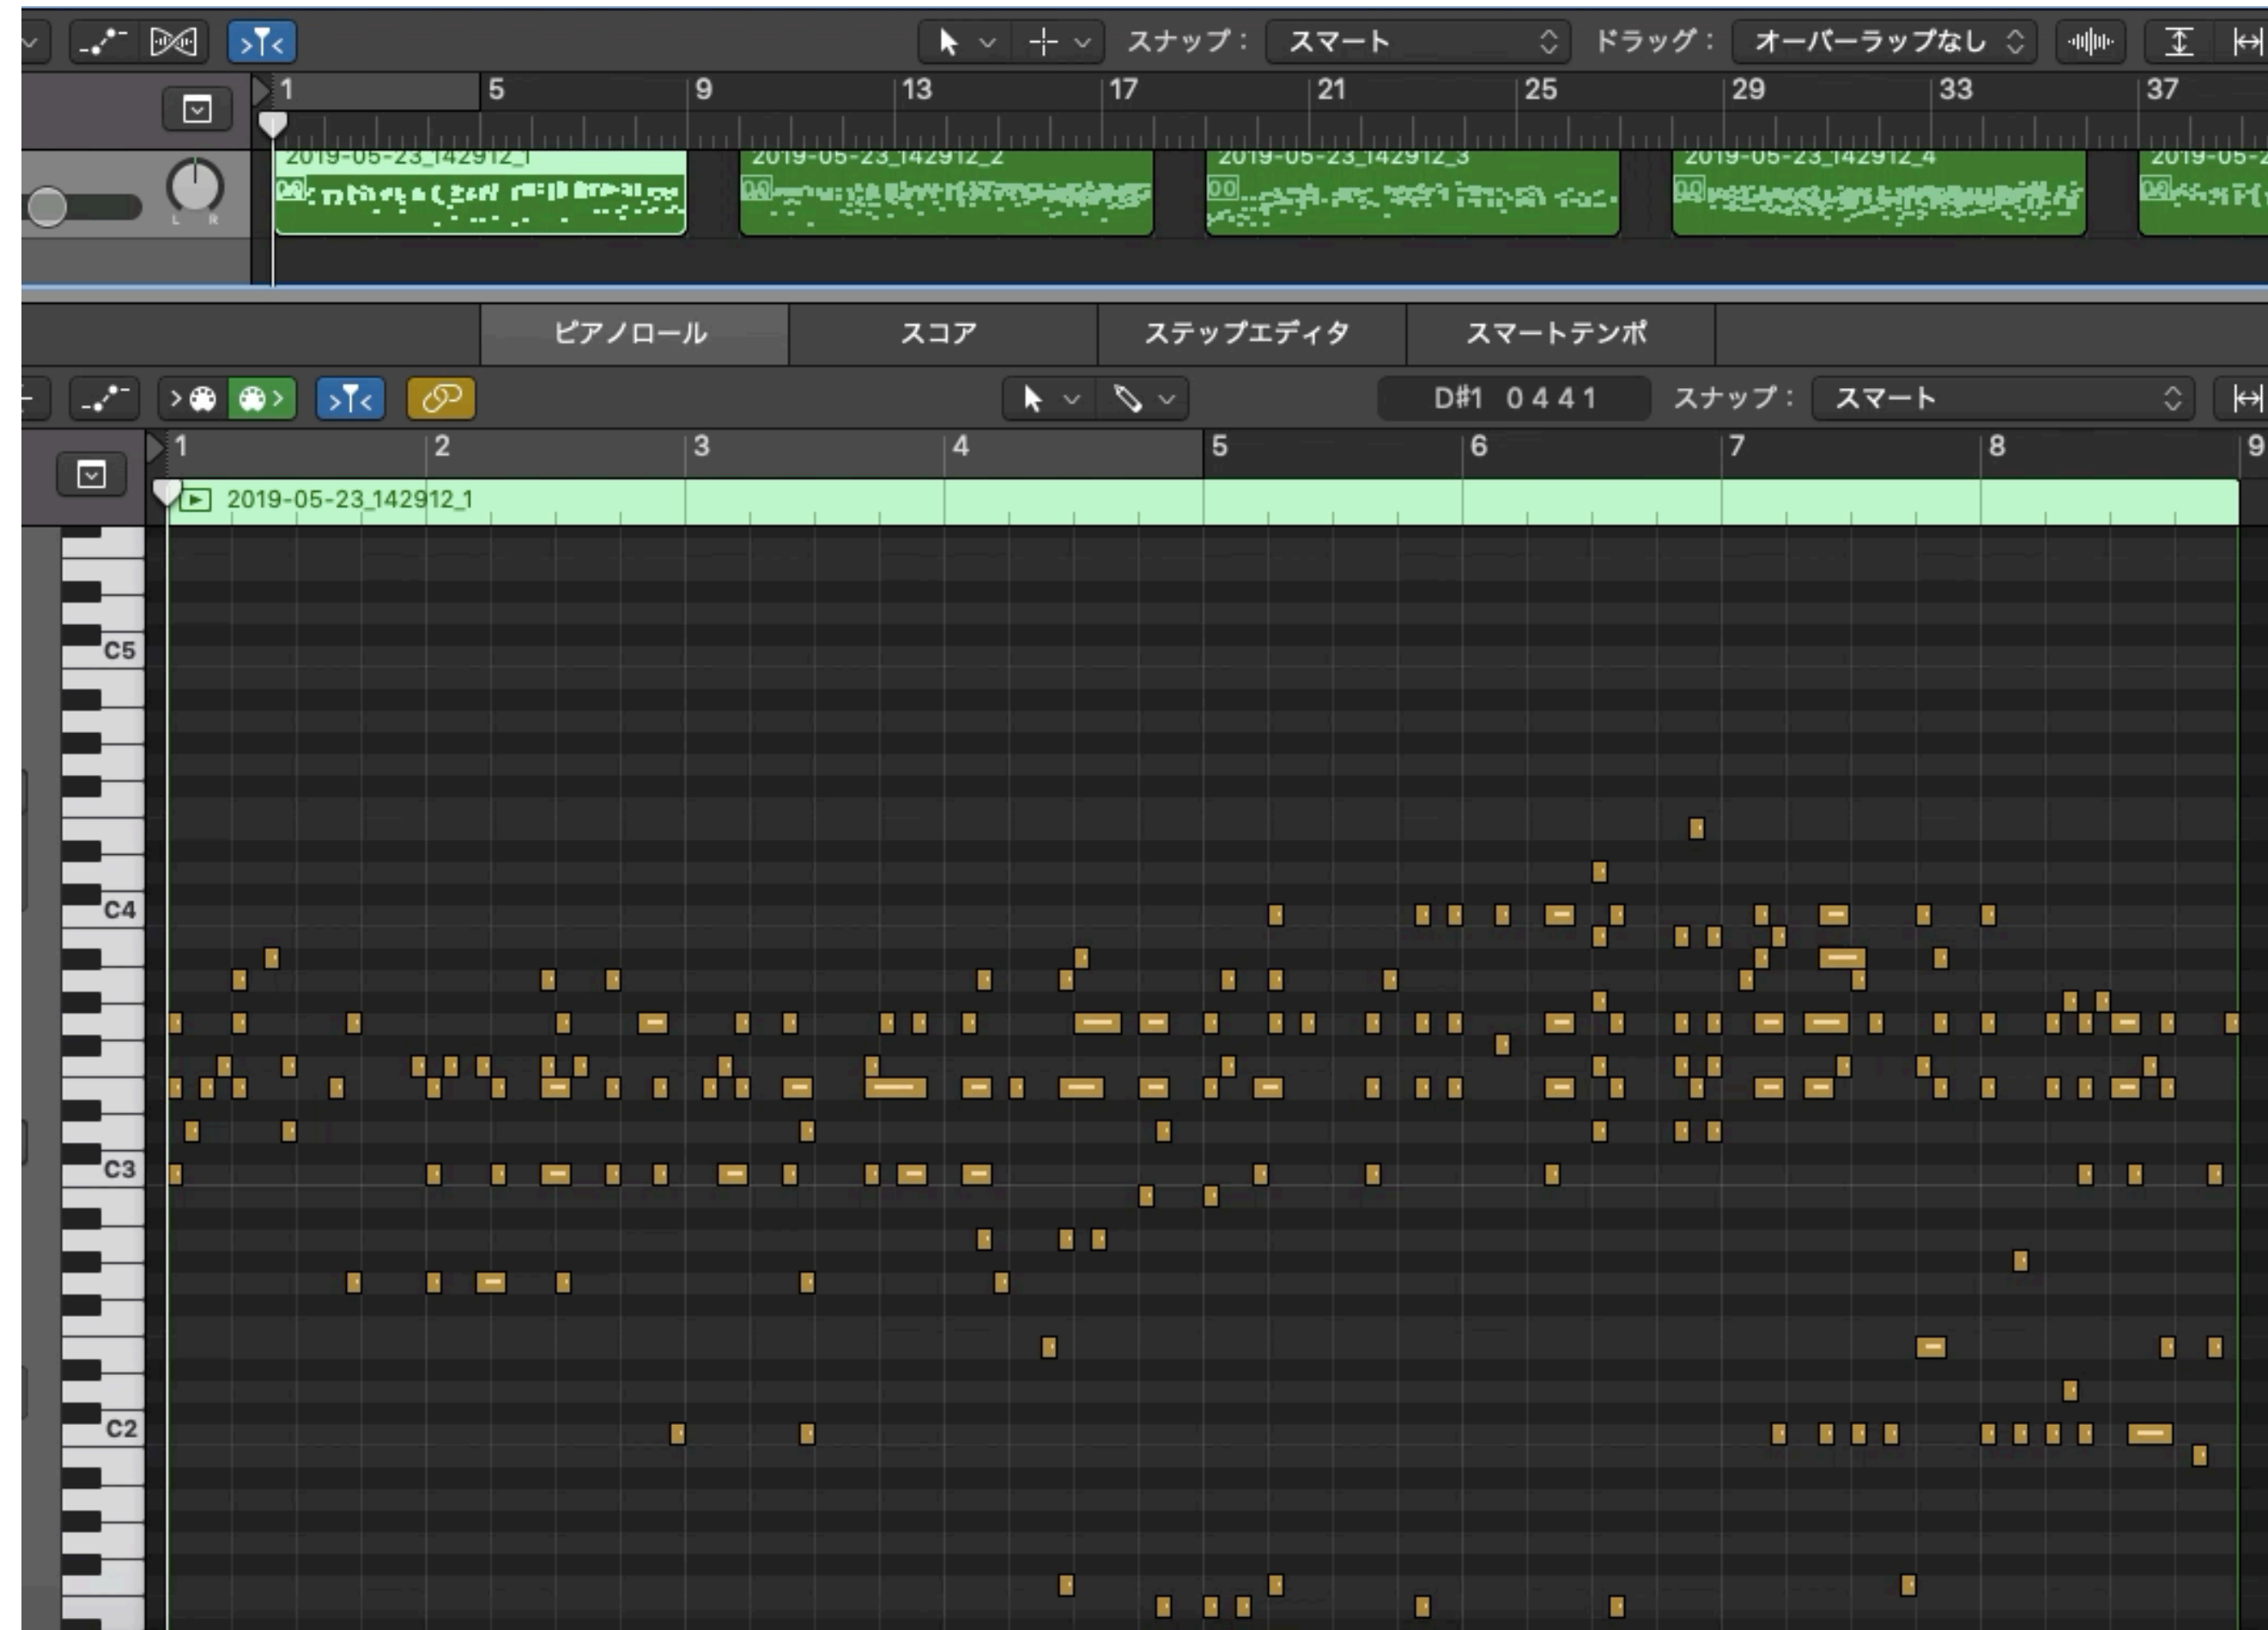 スナップ： スマート ドラッグ： オーバーラップなし
1 5 9 13 17 21 25 29 33 37
2019-05-23_142912_1 2019-05-23_142912_2 2019-05-23_142912_3 2019-05-23_142912_4 2019-05-2
L R
ピアノロール スコア ステップエディタ スマートテンポ
D#1 0 4 4 1 スナップ： スマート
1 2 3 4 5 6 7 8 9
2019-05-23_142912_1
C5
C4
C3
C2